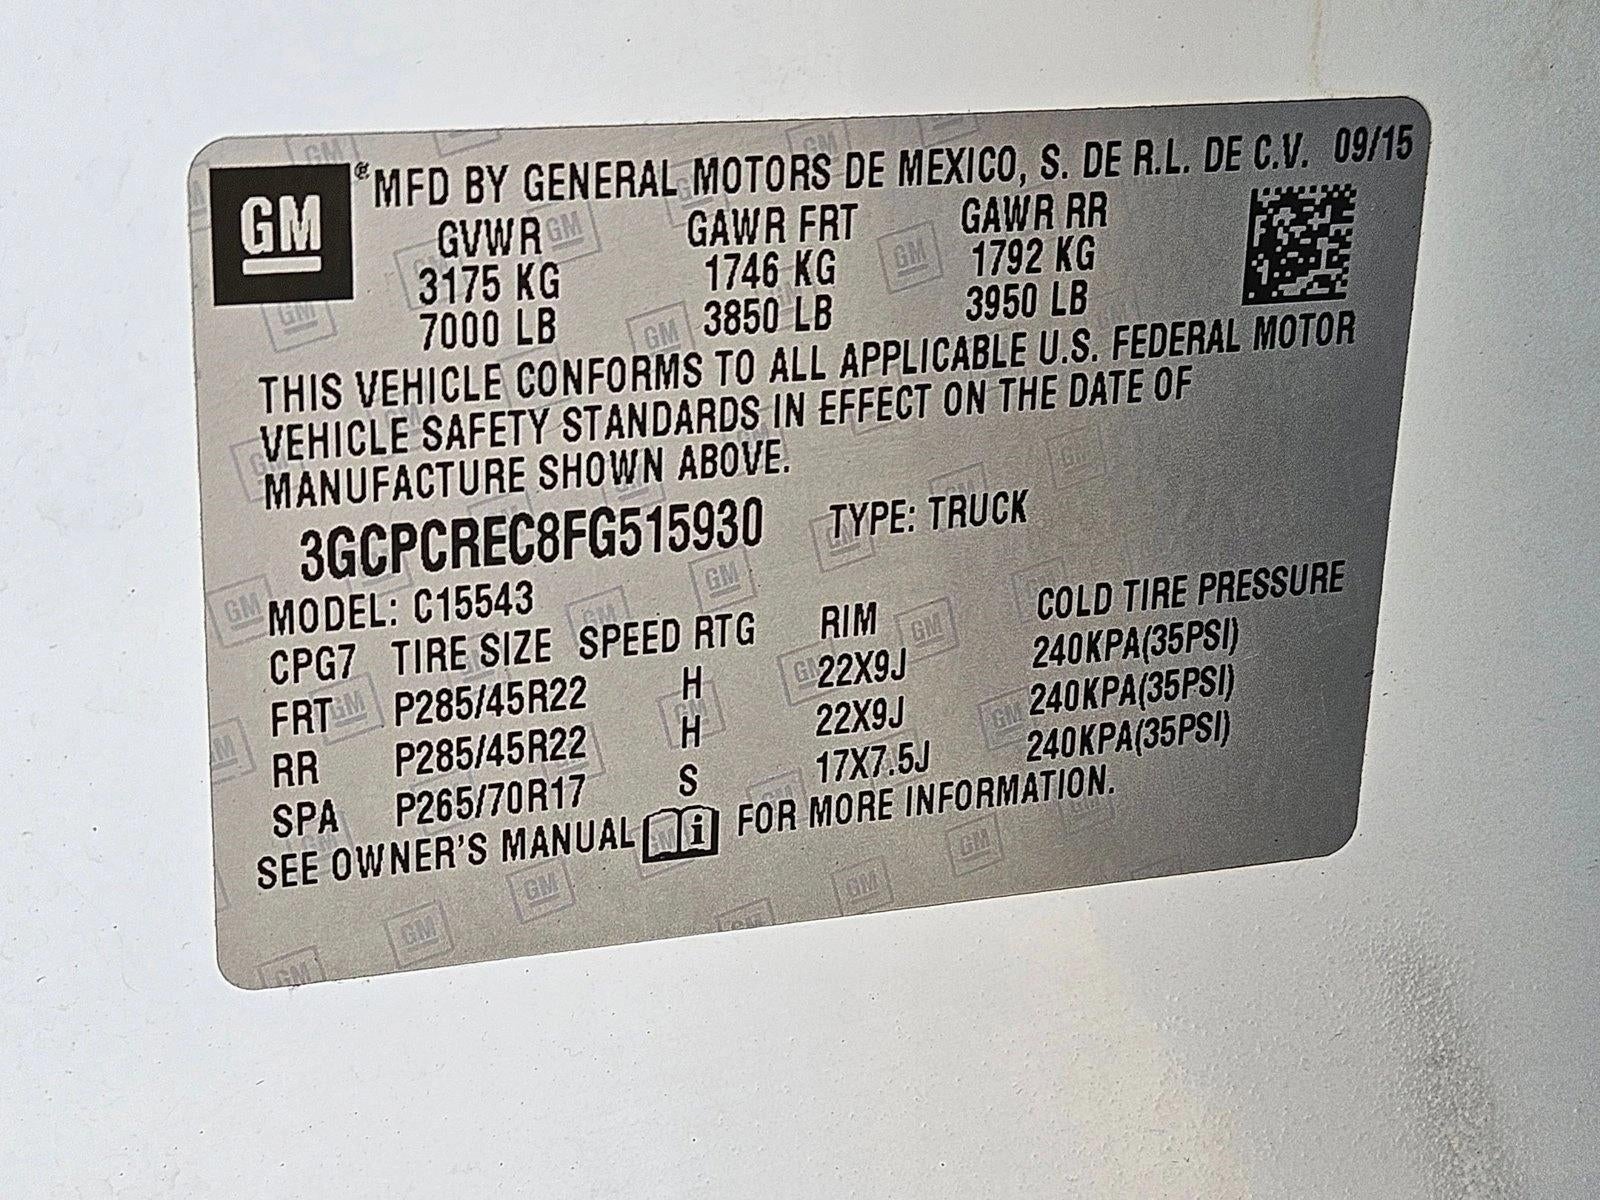 GM ® MFD BY GENERAL MOTORS DE MEXICO, S. DE R.L. DE C.V. 09/15
GVWR GAWR FRT GAWR RR
3175 KG 1746 KG 1792 KG
7000 LB 3850 LB 3950 LB
THIS VEHICLE CONFORMS TO ALL APPLICABLE U.S. FEDERAL MOTOR
VEHICLE SAFETY STANDARDS IN EFFECT ON THE DATE OF
MANUFACTURE SHOWN ABOVE.
3GCPCREC8FG515930 TYPE: TRUCK
MODEL: C15543
CPG7 TIRE SIZE SPEED RTG RIM COLD TIRE PRESSURE
FRT P285/45R22 H 22X9J 240KPA(35PSI)
RR P285/45R22 H 22X9J 240KPA(35PSI)
SPA P265/70R17 S 17X7.5J 240KPA(35PSI)
SEE OWNER'S MANUAL i FOR MORE INFORMATION.